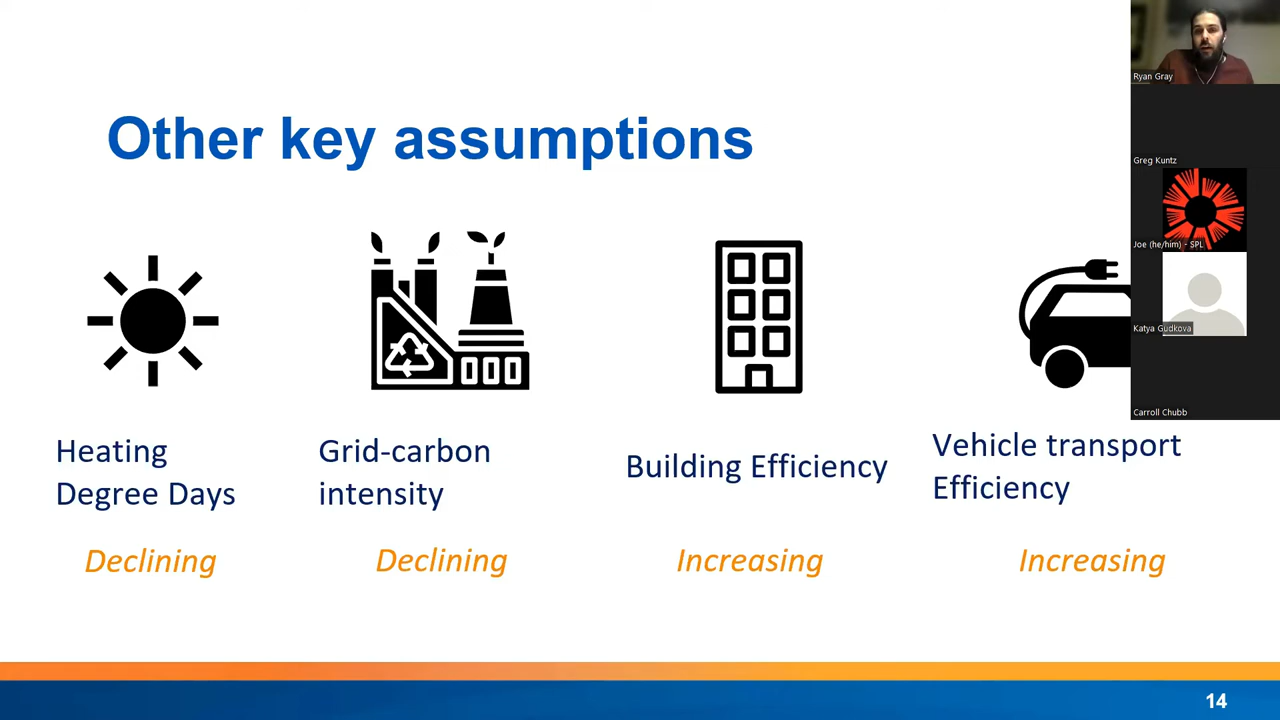 Other key assumptions
Heating
Degree Days
Declining
Grid-carbon
intensity
Declining
Building Efficiency
Increasing
Vehicle transport
Efficiency
Increasing
14
Ryan Gray
Greg Kuntz
Joe (he/him) - SPL
Katya Gudkova
Carroll Chubb